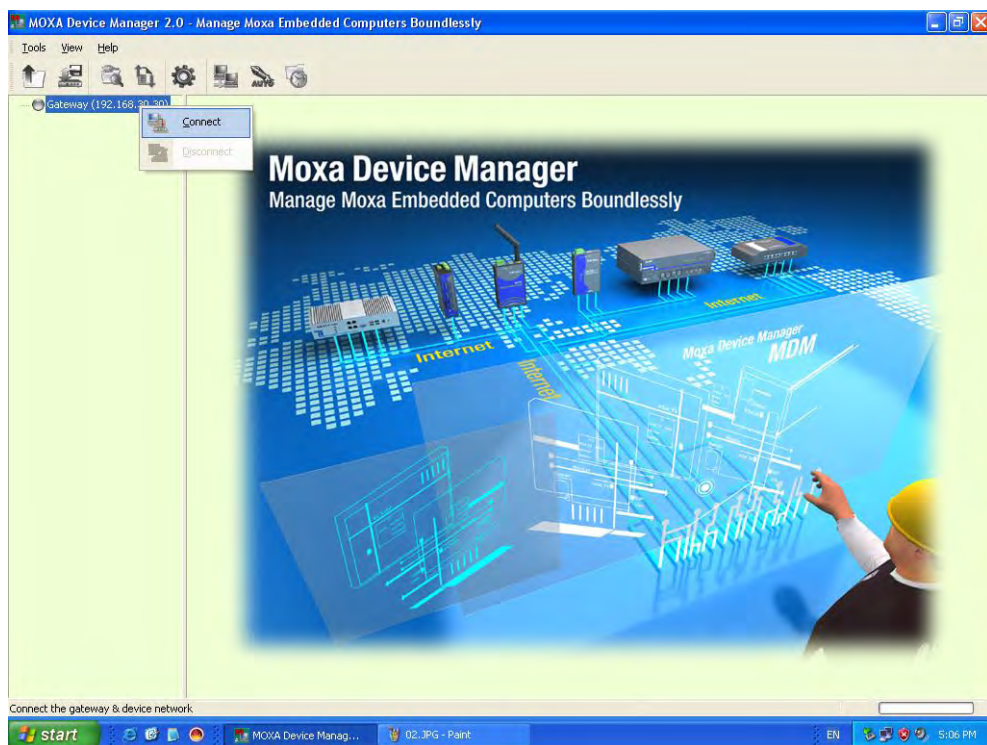 MOXA Device Manager 2.0 - Manage Moxa Embedded Computers Boundlessly
Tools View Help
AUTO
Gateway (192.168.30.30)
Connect
Disconnect
Moxa Device Manager
Manage Moxa Embedded Computers Boundlessly
Internet
Internet
Internet
Moxa Device Manager
MDM
Connect the gateway & device network
start
MOXA Device Manag...
02.JPG - Paint
EN
5:06 PM